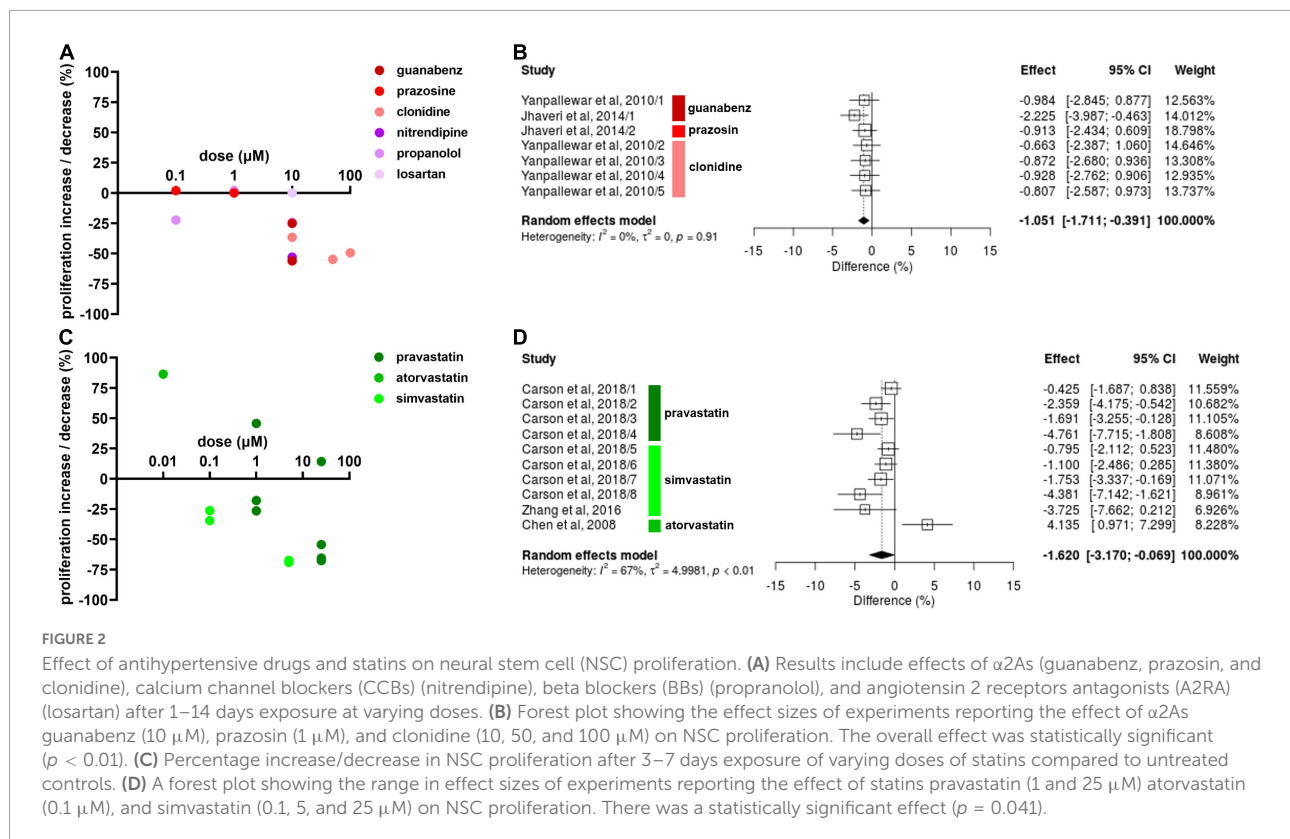 A
proliferation increase / decrease (%)
100
75
50
25
0
-25
-50
-75
-100
dose (µM)
0.1 1 10 100
guanabenz
prazosine
clonidine
nitrendipine
propanolol
losartan
B
Study Effect 95% CI Weight
Yanpallewar et al, 2010/1 -0.984 [-2.845; 0.877] 12.563%
Jhaveri et al, 2014/1 -2.225 [-3.987; -0.463] 14.012%
Jhaveri et al, 2014/2 -0.913 [-2.434; 0.609] 18.798%
Yanpallewar et al, 2010/2 -0.663 [-2.387; 1.060] 14.646%
Yanpallewar et al, 2010/3 -0.872 [-2.680; 0.936] 13.308%
Yanpallewar et al, 2010/4 -0.928 [-2.762; 0.906] 12.935%
Yanpallewar et al, 2010/5 -0.807 [-2.587; 0.973] 13.737%
guanabenz
prazosin
clonidine
Random effects model -1.051 [-1.711; -0.391] 100.000%
Heterogeneity: I² = 0%, τ² = 0, p = 0.91
-15 -10 -5 0 5 10 15
Difference (%)
C
proliferation increase / decrease (%)
100
75
50
25
0
-25
-50
-75
-100
dose (µM)
0.01 0.1 1 10 100
pravastatin
atorvastatin
simvastatin
D
Study Effect 95% CI Weight
Carson et al, 2018/1 -0.425 [-1.687; 0.838] 11.559%
Carson et al, 2018/2 -2.359 [-4.175; -0.542] 10.682%
Carson et al, 2018/3 -1.691 [-3.255; -0.128] 11.105%
Carson et al, 2018/4 -4.761 [-7.715; -1.808] 8.608%
Carson et al, 2018/5 -0.795 [-2.112; 0.523] 11.480%
Carson et al, 2018/6 -1.100 [-2.486; 0.285] 11.380%
Carson et al, 2018/7 -1.753 [-3.337; -0.169] 11.071%
Carson et al, 2018/8 -4.381 [-7.142; -1.621] 8.961%
Zhang et al, 2016 -3.725 [-7.662; 0.212] 6.926%
Chen et al, 2008 4.135 [0.971; 7.299] 8.228%
pravastatin
simvastatin
atorvastatin
Random effects model -1.620 [-3.170; -0.069] 100.000%
Heterogeneity: I² = 67%, τ² = 4.9981, p < 0.01
-15 -10 -5 0 5 10 15
Difference (%)
FIGURE 2
Effect of antihypertensive drugs and statins on neural stem cell (NSC) proliferation. (A) Results include effects of α2As (guanabenz, prazosin, and
clonidine), calcium channel blockers (CCBs) (nitrendipine), beta blockers (BBs) (propranolol), and angiotensin 2 receptors antagonists (A2RA)
(losartan) after 1–14 days exposure at varying doses. (B) Forest plot showing the effect sizes of experiments reporting the effect of α2As
guanabenz (10 µM), prazosin (1 µM), and clonidine (10, 50, and 100 µM) on NSC proliferation. The overall effect was statistically significant
(p < 0.01). (C) Percentage increase/decrease in NSC proliferation after 3–7 days exposure of varying doses of statins compared to untreated
controls. (D) A forest plot showing the range in effect sizes of experiments reporting the effect of statins pravastatin (1 and 25 µM) atorvastatin
(0.1 µM), and simvastatin (0.1, 5, and 25 µM) on NSC proliferation. There was a statistically significant effect (p = 0.041).